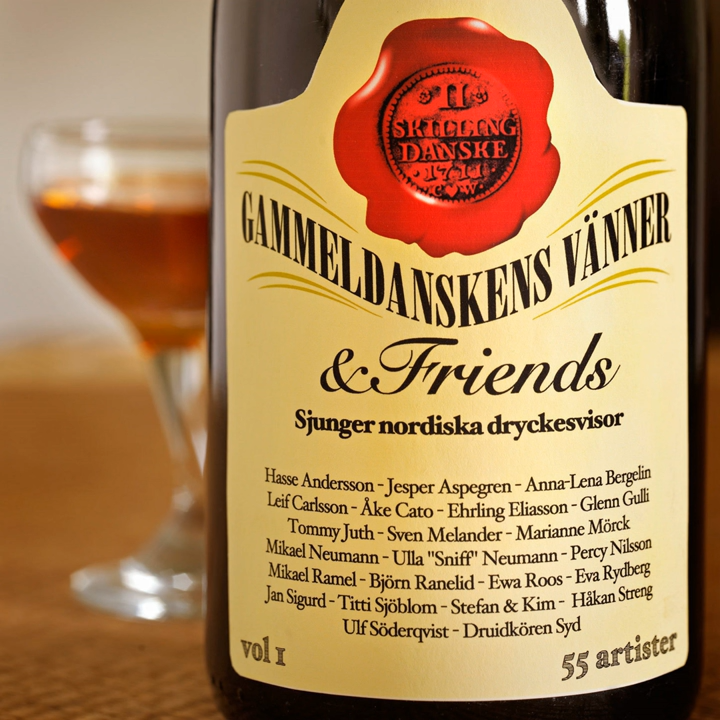 II
SKILLING
DANSKE
1711
C♥W
GAMMELDANSKENS VÄNNER
& Friends
Sjunger nordiska dryckesvisor
Hasse Andersson - Jesper Aspegren - Anna-Lena Bergelin
Leif Carlsson - Åke Cato - Ehrling Eliasson - Glenn Gulli
Tommy Juth - Sven Melander - Marianne Mörck
Mikael Neumann - Ulla "Sniff" Neumann - Percy Nilsson
Mikael Ramel - Björn Ranelid - Ewa Roos - Eva Rydberg
Jan Sigurd - Titti Sjöblom - Stefan & Kim - Håkan Streng
Ulf Söderqvist - Druidkören Syd
vol 1
55 artister